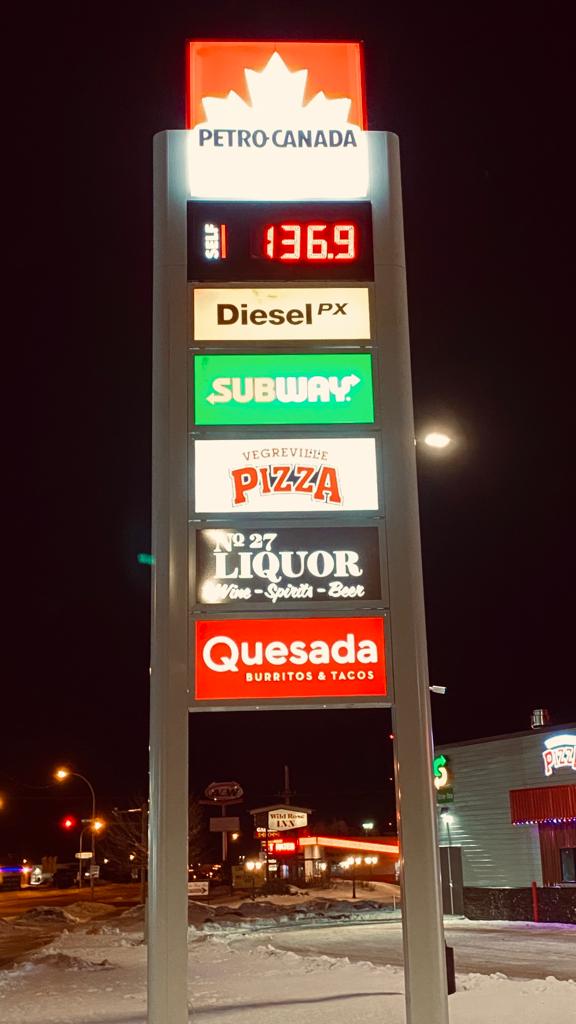 PETRO-CANADA
SELF
136.9
Diesel PX
SUBWAY
VEGREVILLE
PIZZA
No 27
LIQUOR
Wine - Spirits - Beer
Quesada
BURRITOS & TACOS
A&W
Wild Rose
INN